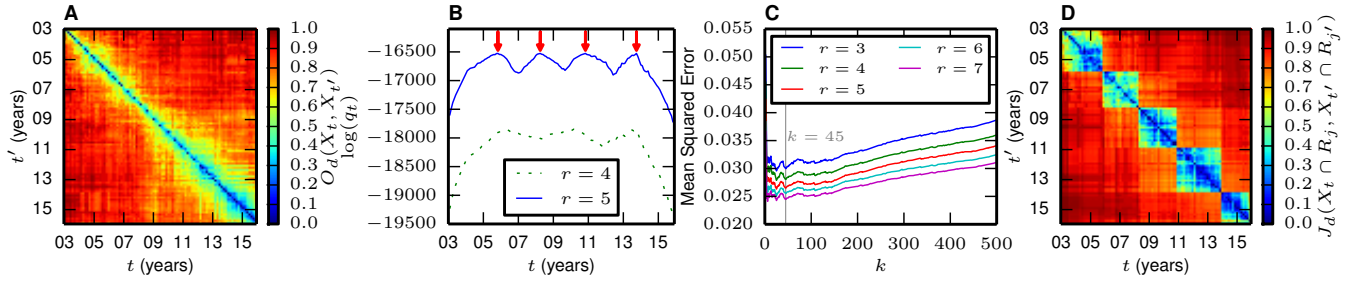 A
03
05
07
09
11
13
15
t′ (years)
03 05 07 09 11 13 15
t (years)
1.0
0.9
0.8
0.7
0.6
0.5
0.4
0.3
0.2
0.1
0.0
O_d(X_t, X_t′)
B
log(q_t)
−16500
−17000
−17500
−18000
−18500
−19000
−19500
r = 4
r = 5
03 05 07 09 11 13 15
t (years)
C
Mean Squared Error
0.055
0.050
0.045
0.040
0.035
0.030
0.025
0.020
r = 3
r = 4
r = 5
r = 6
r = 7
k = 45
0 100 200 300 400 500
k
D
03
05
07
09
11
13
15
t′ (years)
03 05 07 09 11 13 15
t (years)
1.0
0.9
0.8
0.7
0.6
0.5
0.4
0.3
0.2
0.1
0.0
J_d(X_t ∩ R_j, X_t′ ∩ R_j′)